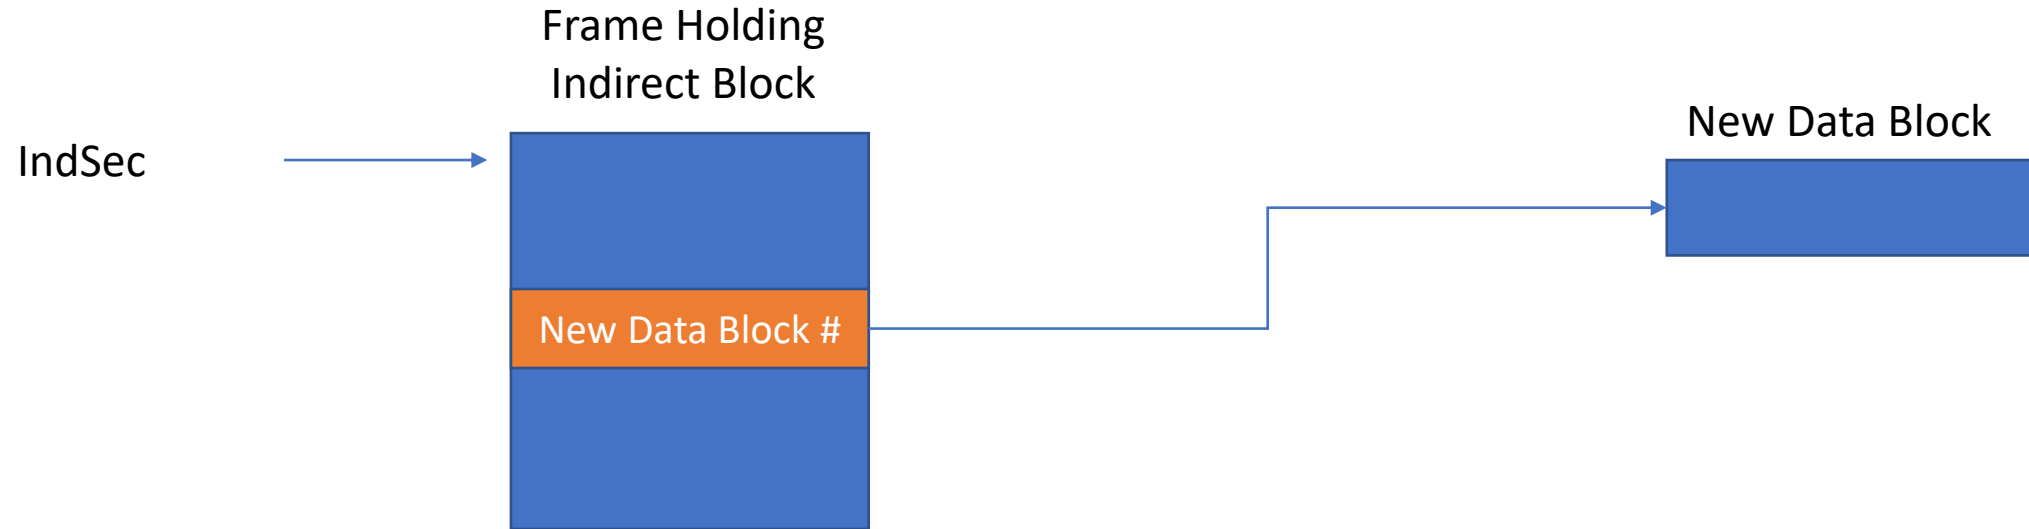 Frame Holding
Indirect Block
IndSec
New Data Block
New Data Block #